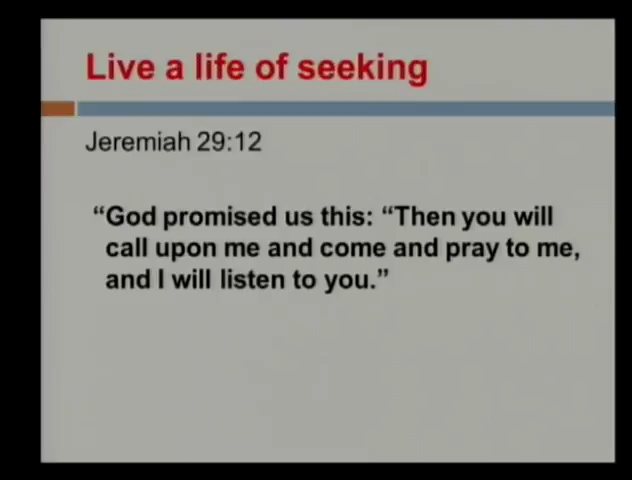 Live a life of seeking
Jeremiah 29:12
“God promised us this: “Then you will
call upon me and come and pray to me,
and I will listen to you.”